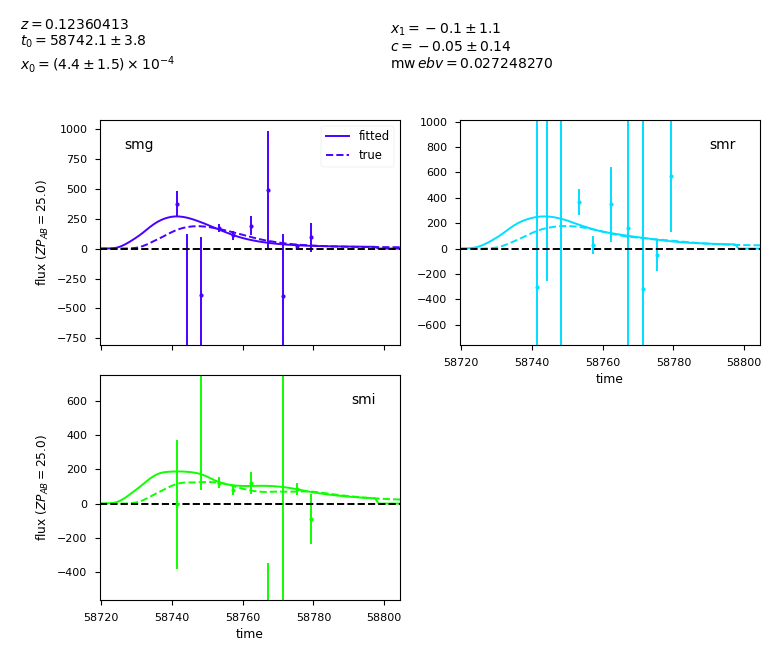 z = 0.12360413
t₀ = 58742.1 ± 3.8
x₀ = (4.4 ± 1.5) × 10⁻⁴
x₁ = −0.1 ± 1.1
c = −0.05 ± 0.14
mw ebv = 0.027248270
smg
fitted
true
1000
750
500
250
0
−250
−500
−750
flux (ZP_AB = 25.0)
smr
1000
800
600
400
200
0
−200
−400
−600
58720 58740 58760 58780 58800
time
smi
600
400
200
0
−200
−400
flux (ZP_AB = 25.0)
58720 58740 58760 58780 58800
time